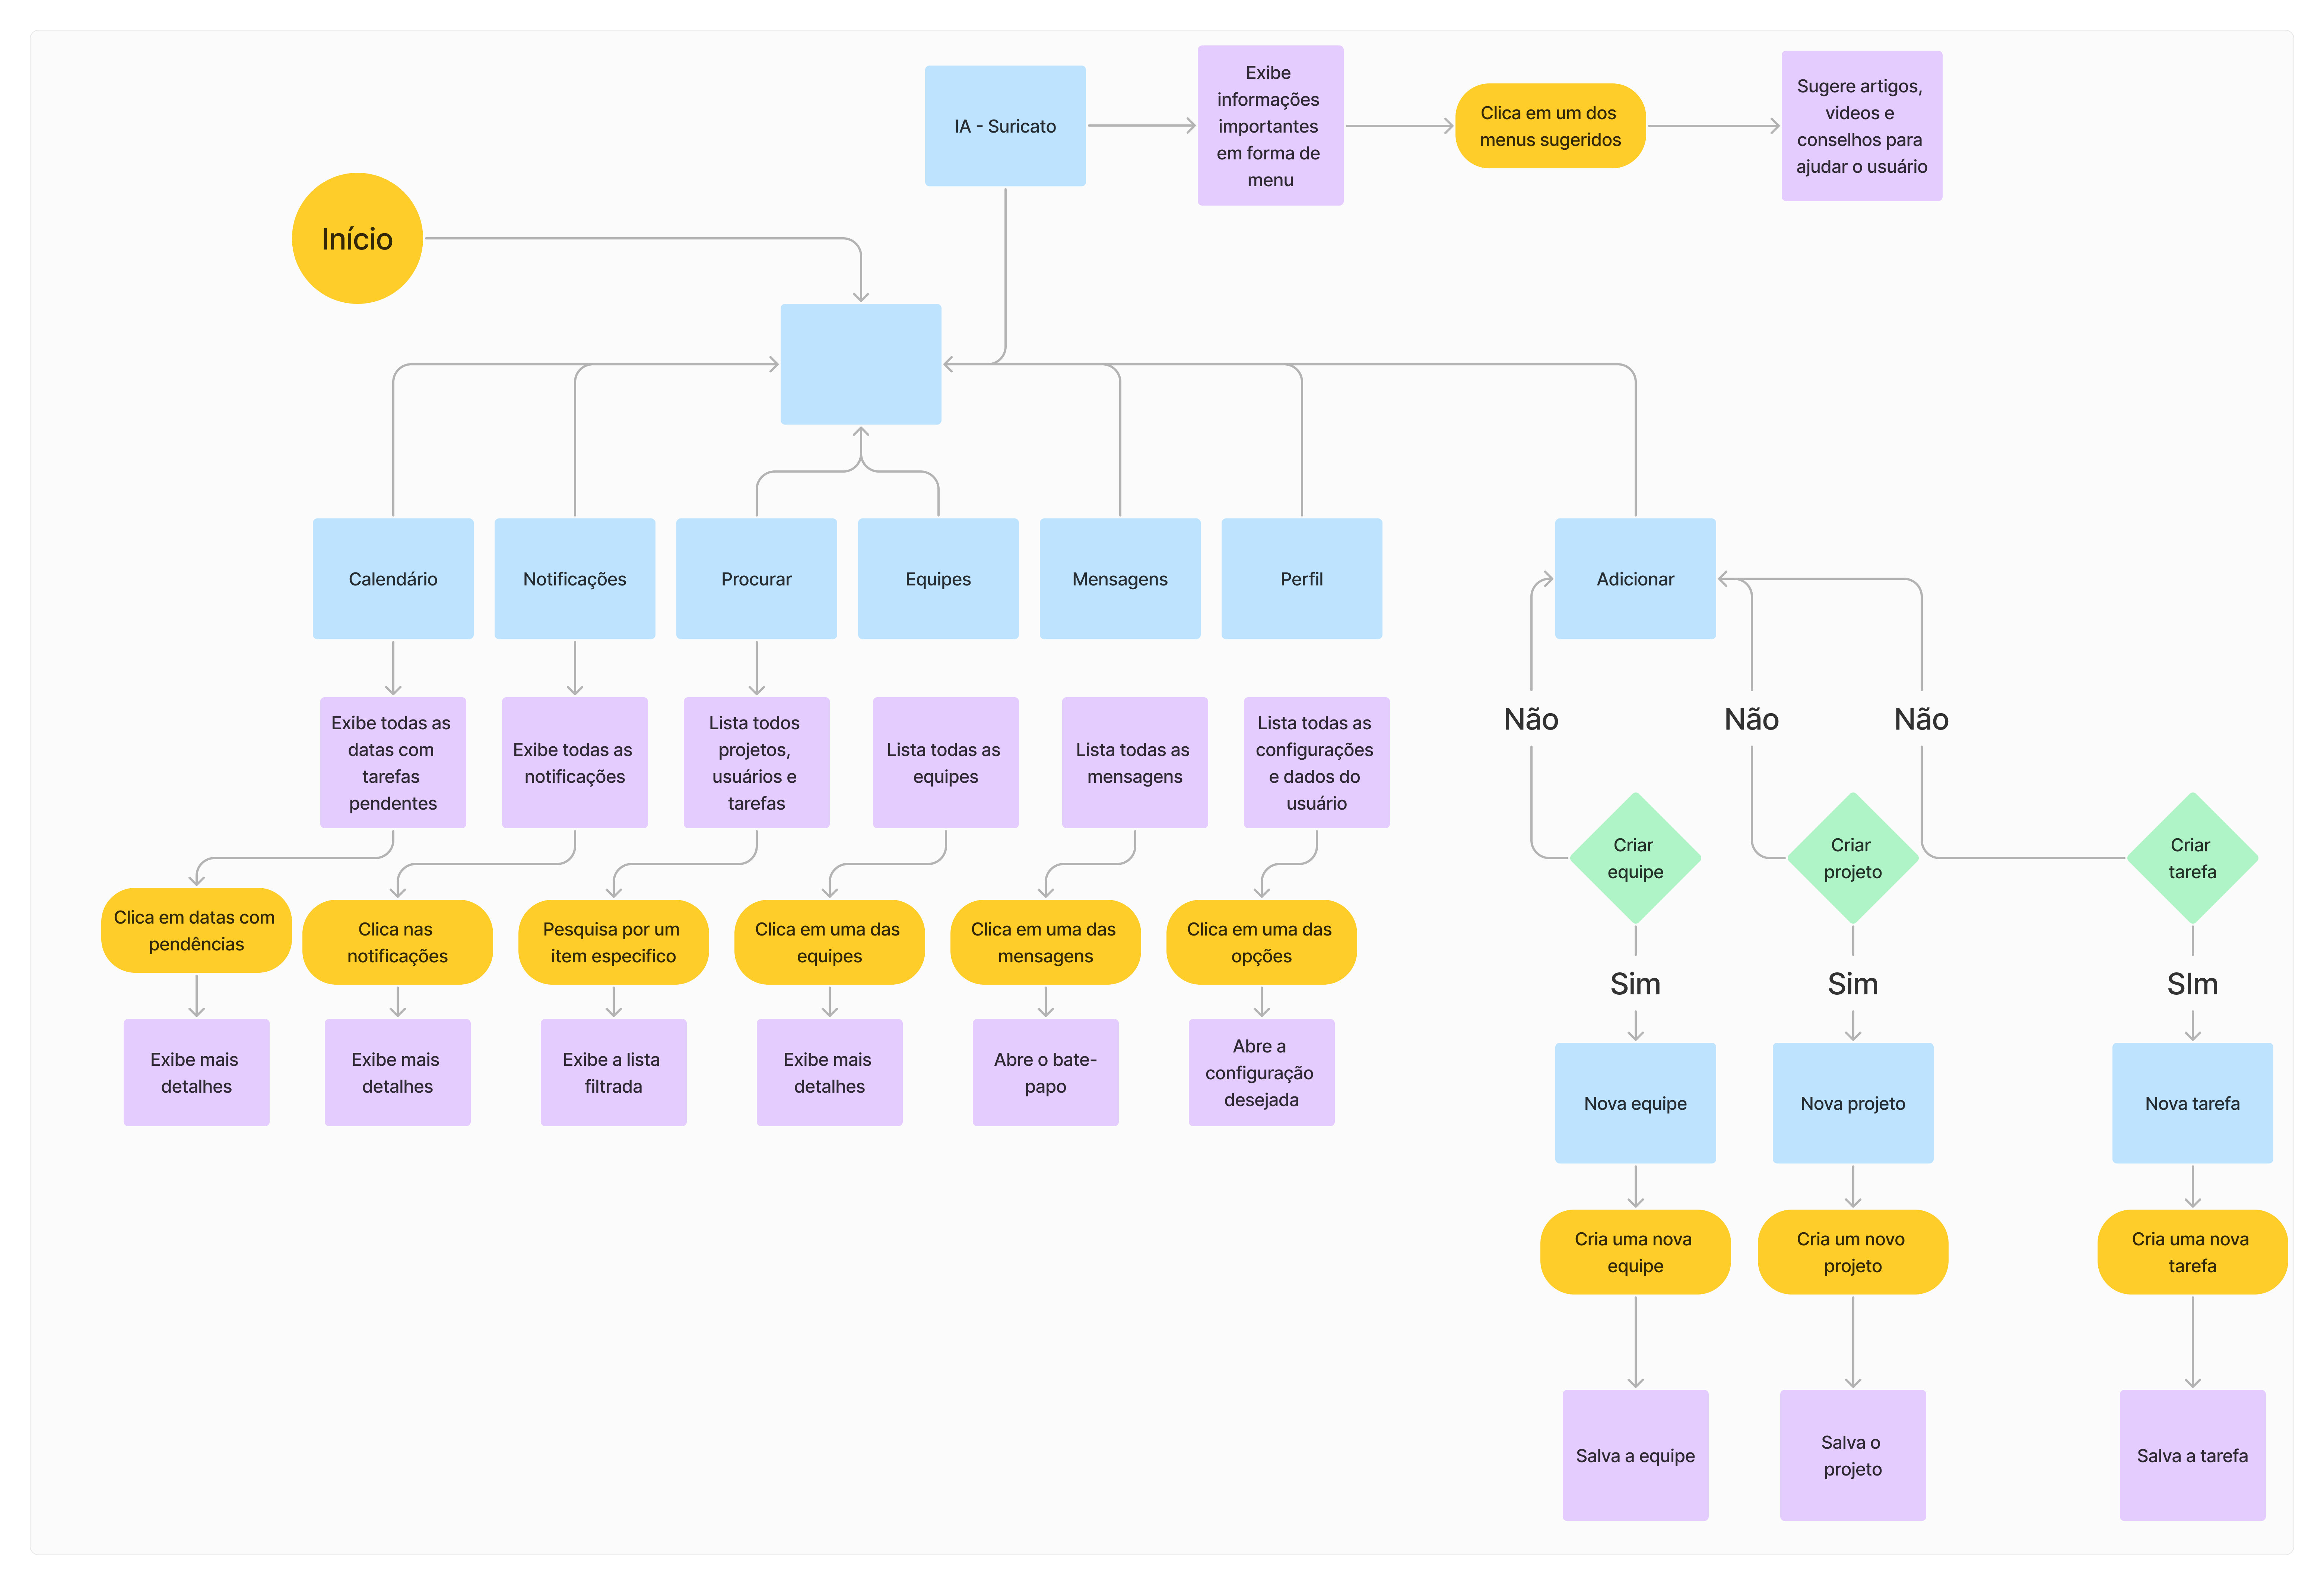 IA - Suricato
Exibe
informações
importantes
em forma de
menu
Clica em um dos
menus sugeridos
Sugere artigos,
videos e
conselhos para
ajudar o usuário
Início
Calendário
Notificações
Procurar
Equipes
Mensagens
Perfil
Adicionar
Exibe todas as
datas com
tarefas
pendentes
Exibe todas as
notificações
Lista todos
projetos,
usuários e
tarefas
Lista todas as
equipes
Lista todas as
mensagens
Lista todas as
configurações
e dados do
usuário
Não
Não
Não
Criar
equipe
Criar
projeto
Criar
tarefa
Clica em datas com
pendências
Clica nas
notificações
Pesquisa por um
item especifico
Clica em uma das
equipes
Clica em uma das
mensagens
Clica em uma das
opções
Sim
Sim
SIm
Exibe mais
detalhes
Exibe mais
detalhes
Exibe a lista
filtrada
Exibe mais
detalhes
Abre o bate-
papo
Abre a
configuração
desejada
Nova equipe
Nova projeto
Nova tarefa
Cria uma nova
equipe
Cria um novo
projeto
Cria uma nova
tarefa
Salva a equipe
Salva o
projeto
Salva a tarefa